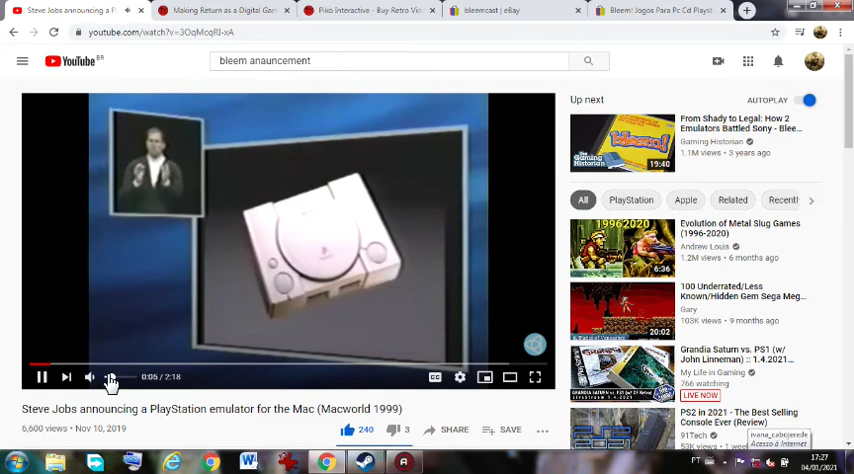 Steve Jobs announcing a P
Making Return as a Digital Gam
Piko Interactive - Buy Retro Vid
bleemcast | eBay
Bleem! Jogos Para Pc Cd Playst
youtube.com/watch?v=3OqMcqRI-xA
YouTube BR
bleem anauncement
Up next
AUTOPLAY
From Shady to Legal: How 2
Emulators Battled Sony - Blee...
Gaming Historian
1.1M views • 3 years ago
bleem!
THE GAMING HISTORIAN
19:40
All
PlayStation
Apple
Related
Recentl
1996 2020
6:36
Evolution of Metal Slug Games
(1996-2020)
Andrew Louis
1.2M views • 6 months ago
20:02
100 Underrated/Less
Known/Hidden Gem Sega Meg...
Gary
103K views • 9 months ago
Grandia Saturn vs. PS1 (w/
John Linneman) :: 1.4.2021
My Life in Gaming
766 watching
LIVE NOW
PS2 in 2021 - The Best Selling
Console Ever (Review)
91Tech
0:05 / 2:18
Steve Jobs announcing a PlayStation emulator for the Mac (Macworld 1999)
6,600 views • Nov 10, 2019
240
3
SHARE
SAVE
ivana_caboyerede
Acesso à Internet
PT
17:27
04/01/2021